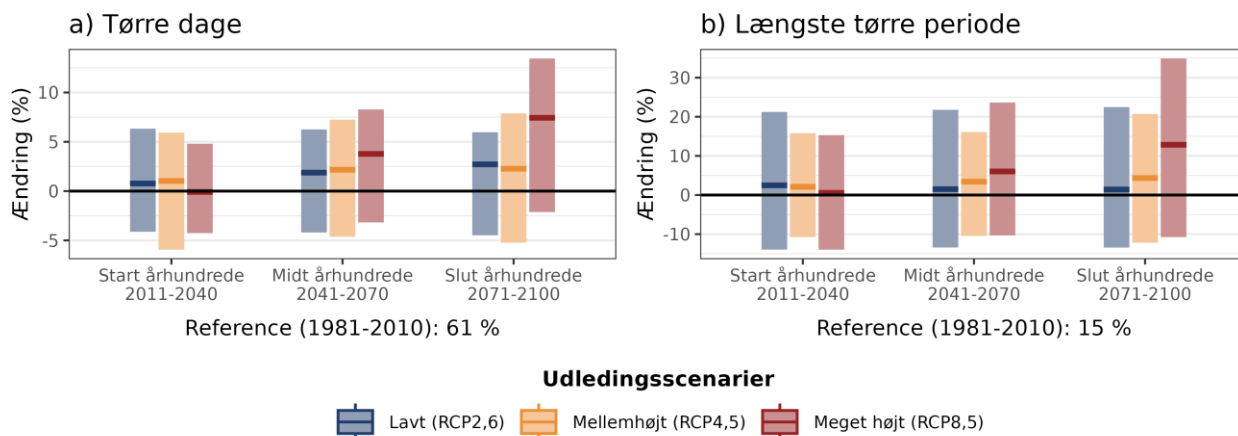 a) Tørre dage
Ændring (%)
10
5
0
-5
Start århundrede
2011-2040
Midt århundrede
2041-2070
Slut århundrede
2071-2100
Reference (1981-2010): 61 %
b) Længste tørre periode
Ændring (%)
30
20
10
0
-10
Start århundrede
2011-2040
Midt århundrede
2041-2070
Slut århundrede
2071-2100
Reference (1981-2010): 15 %
Udledingsscenarier
Lavt (RCP2,6)
Mellemhøjt (RCP4,5)
Meget højt (RCP8,5)